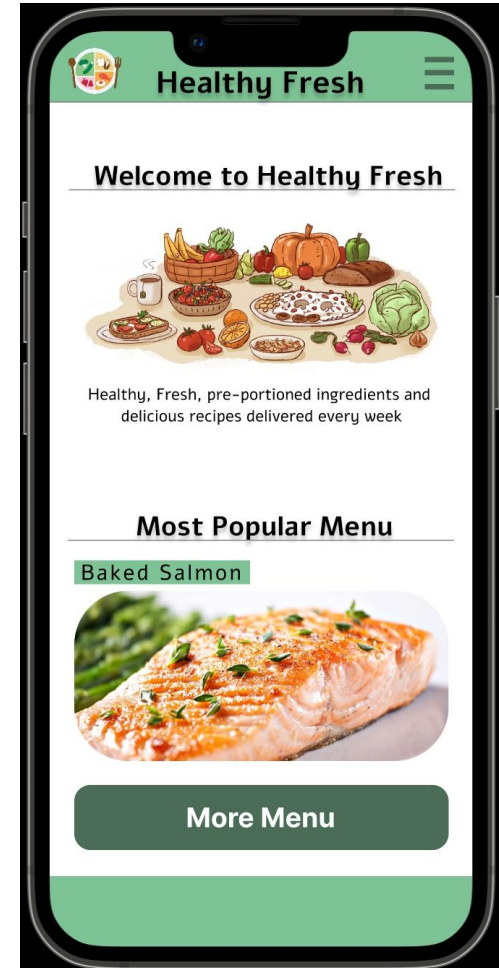 Healthy Fresh
Welcome to Healthy Fresh
Healthy, Fresh, pre-portioned ingredients and
delicious recipes delivered every week
Most Popular Menu
Baked Salmon
More Menu